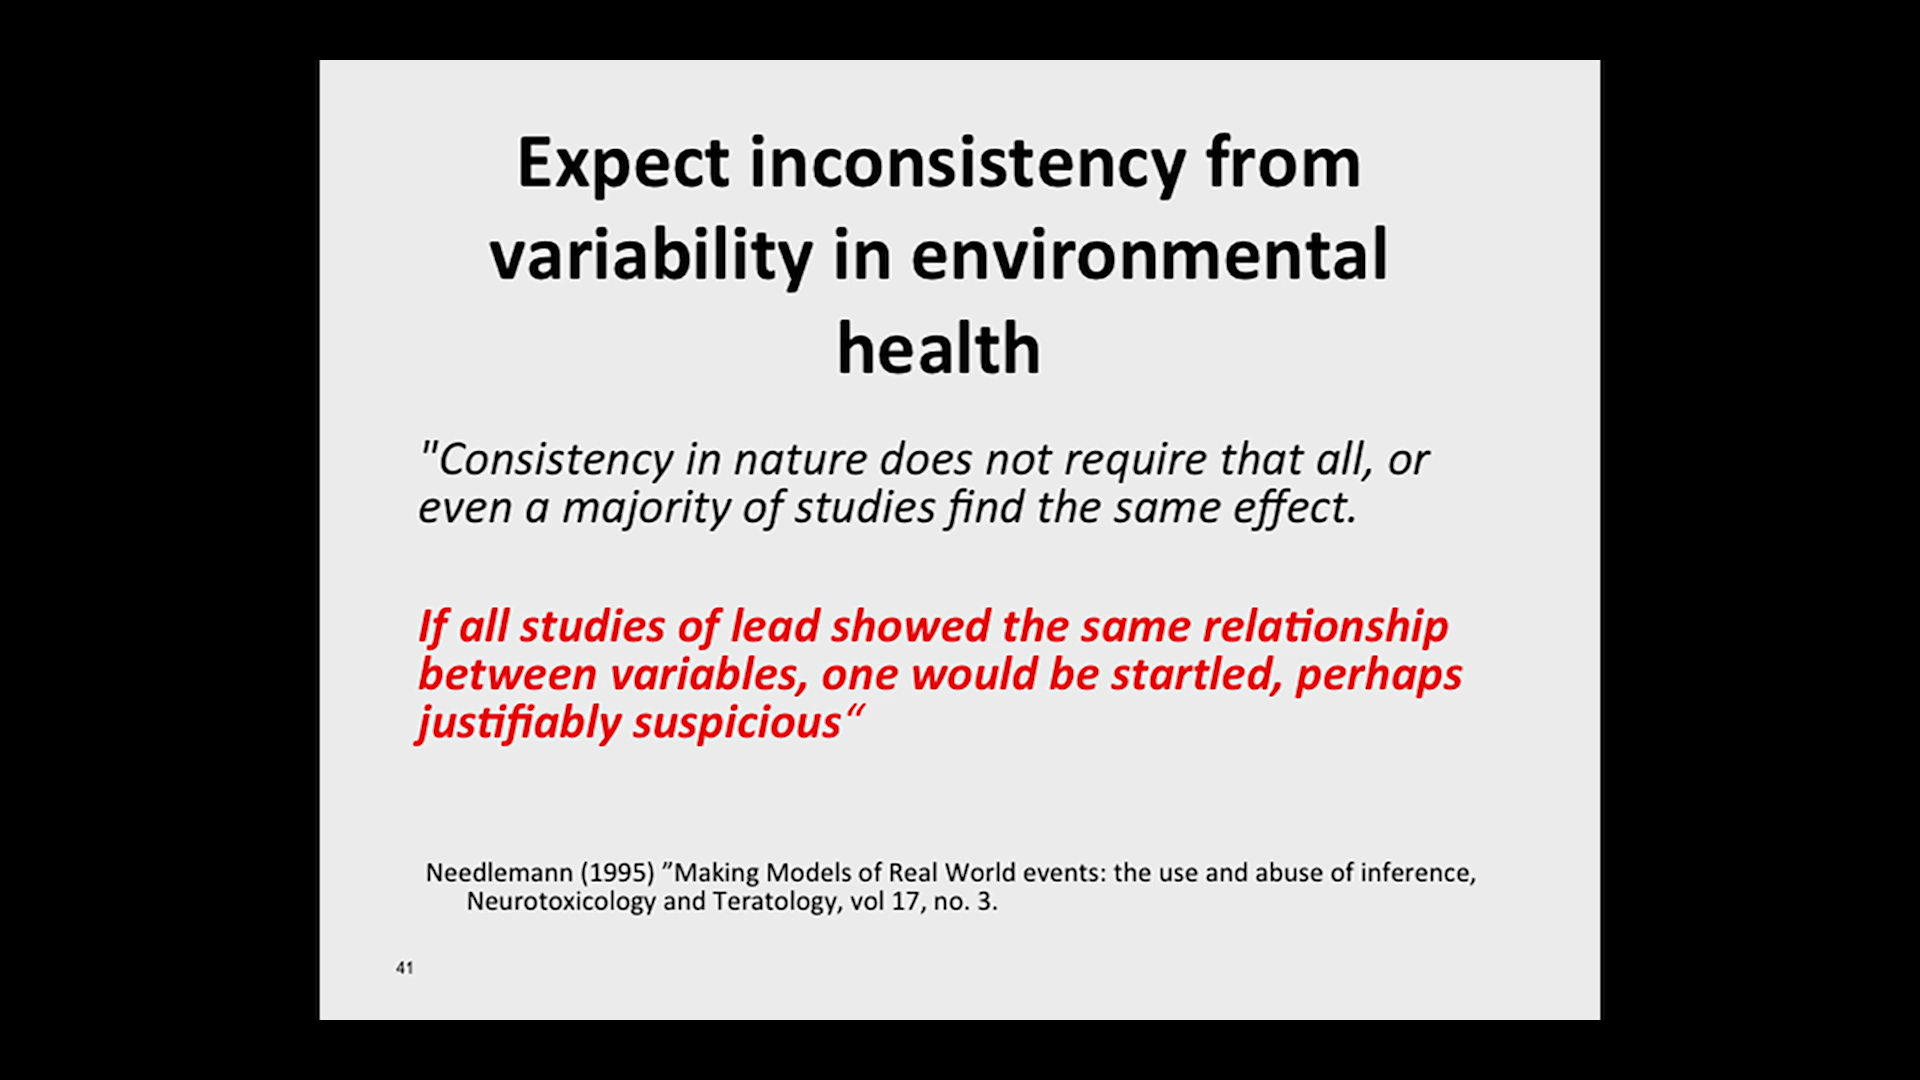 Expect inconsistency from
variability in environmental
health
"Consistency in nature does not require that all, or
even a majority of studies find the same effect.
If all studies of lead showed the same relationship
between variables, one would be startled, perhaps
justifiably suspicious“
Needlemann (1995) ”Making Models of Real World events: the use and abuse of inference,
Neurotoxicology and Teratology, vol 17, no. 3.
41